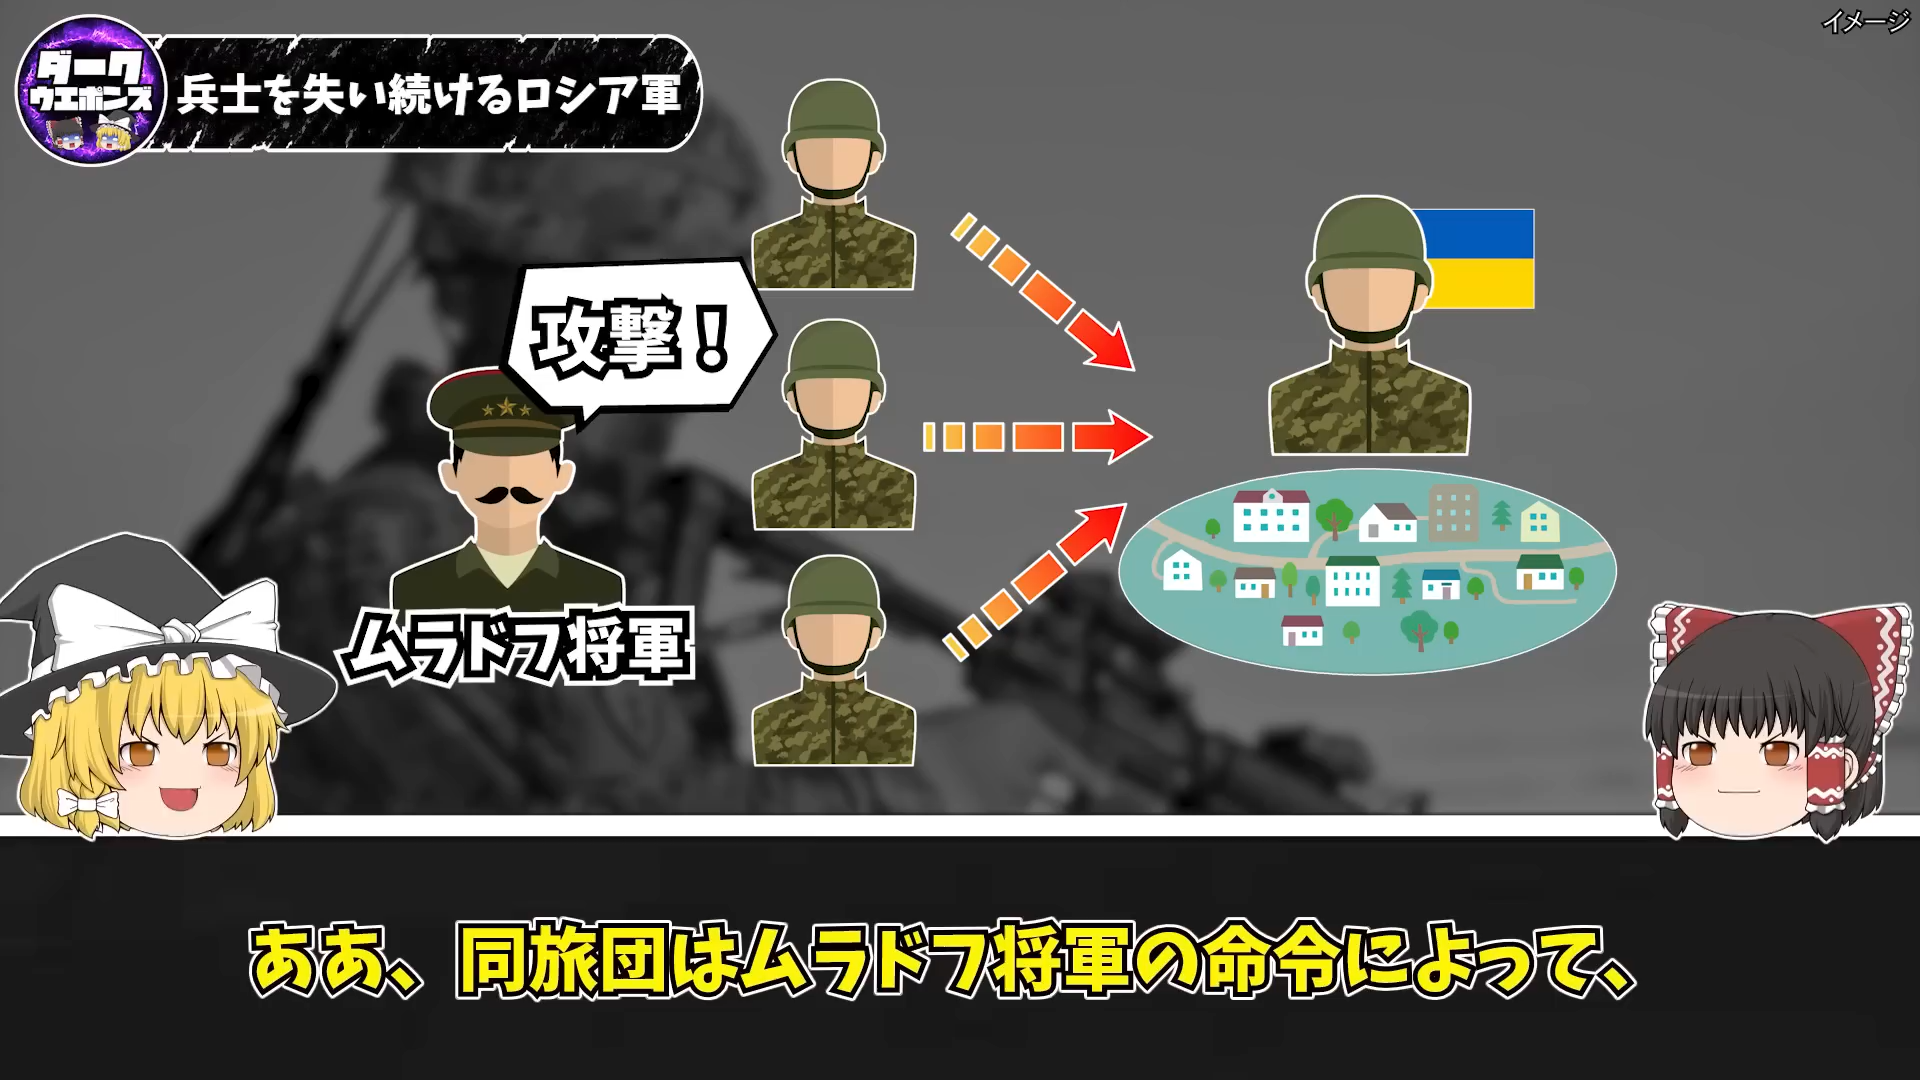 イメージ
ダーク
ウエポンズ
兵士を失い続けるロシア軍
攻撃！
ムラドフ将軍
ああ、同旅団はムラドフ将軍の命令によって、